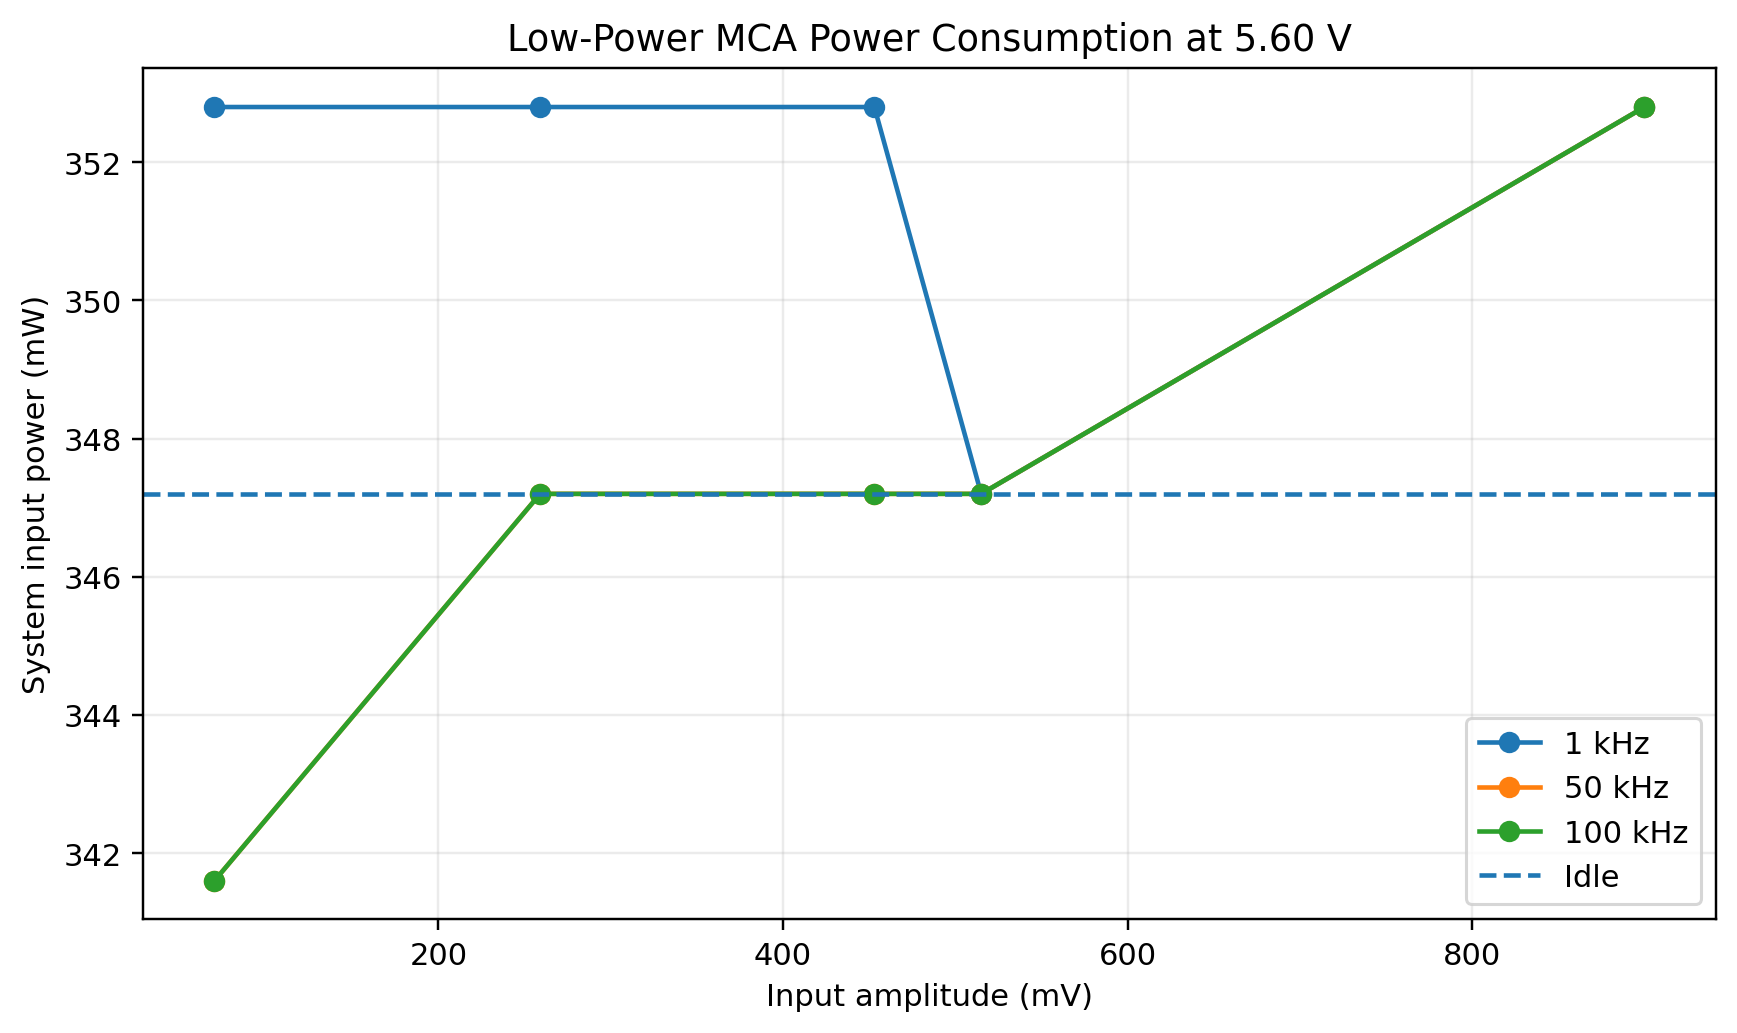 Low-Power MCA Power Consumption at 5.60 V
System input power (mW)
352
350
348
346
344
342
1 kHz
50 kHz
100 kHz
Idle
200 400 600 800
Input amplitude (mV)